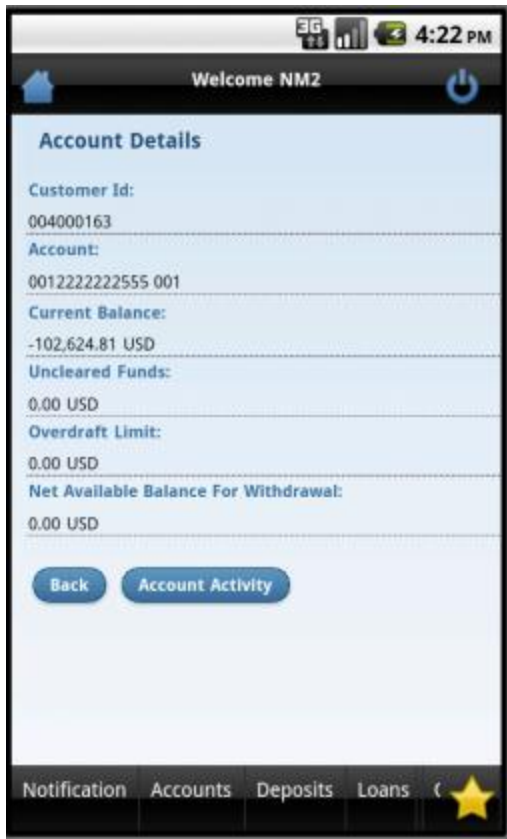 3G
4:22 PM
Welcome NM2
Account Details
Customer Id:
004000163
Account:
0012222222555 001
Current Balance:
-102,624.81 USD
Uncleared Funds:
0.00 USD
Overdraft Limit:
0.00 USD
Net Available Balance For Withdrawal:
0.00 USD
Back Account Activity
Notification Accounts Deposits Loans